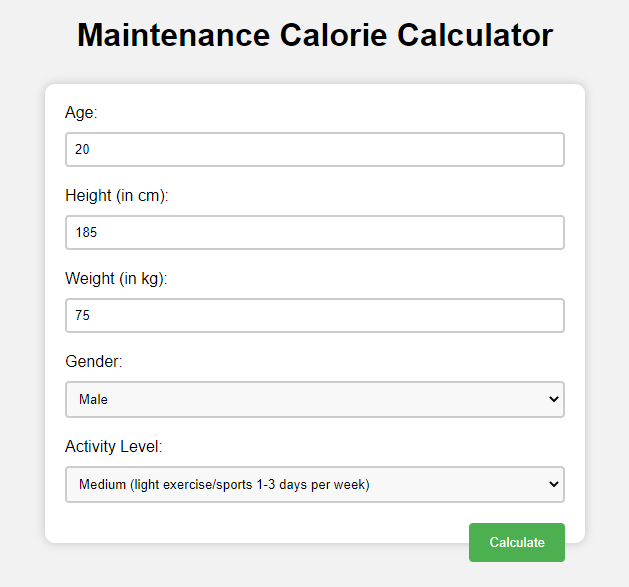 Maintenance Calorie Calculator
Age:
20
Height (in cm):
185
Weight (in kg):
75
Gender:
Male
Activity Level:
Medium (light exercise/sports 1-3 days per week)
Calculate